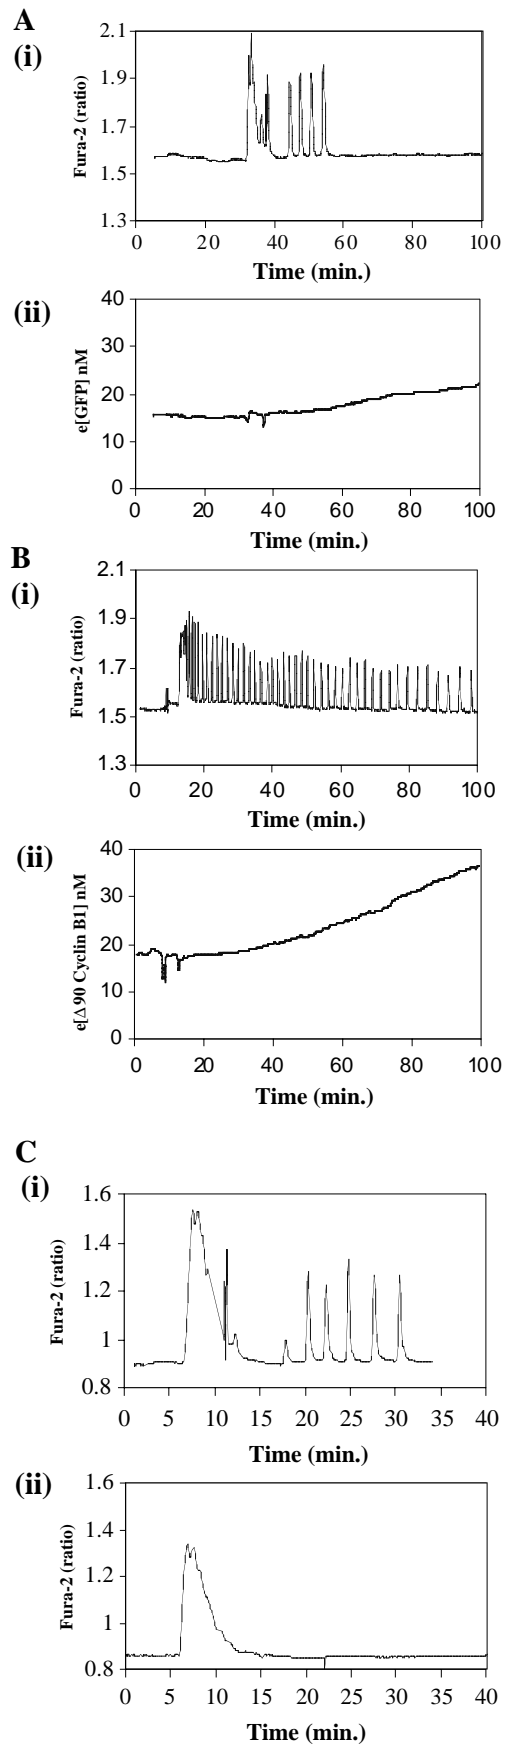 A
(i)
2.1
1.9
1.7
1.5
1.3
Fura-2 (ratio)
0 20 40 60 80 100
Time (min.)
(ii)
40
30
20
10
0
e[GFP] nM
0 20 40 60 80 100
Time (min.)
B
(i)
2.1
1.9
1.7
1.5
1.3
Fura-2 (ratio)
0 20 40 60 80 100
Time (min.)
(ii)
40
30
20
10
0
e[Δ90 Cyclin B1] nM
0 20 40 60 80 100
Time (min.)
C
(i)
1.6
1.4
1.2
1
0.8
Fura-2 (ratio)
0 5 10 15 20 25 30 35 40
Time (min.)
(ii)
1.6
1.4
1.2
1
0.8
Fura-2 (ratio)
0 5 10 15 20 25 30 35 40
Time (min.)